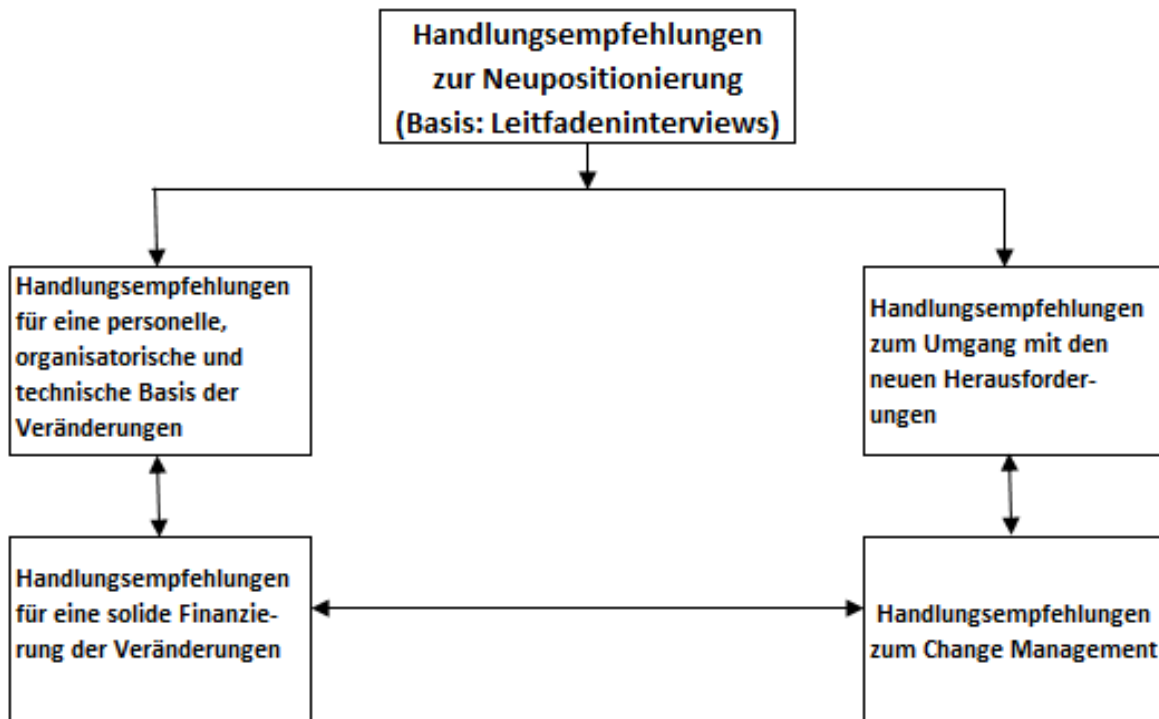 Handlungsempfehlungen
zur Neupositionierung
(Basis: Leitfadeninterviews)
Handlungsempfehlungen
für eine personelle,
organisatorische und
technische Basis der
Veränderungen
Handlungsempfehlungen
zum Umgang mit den
neuen Herausforder-
ungen
Handlungsempfehlungen
für eine solide Finanzie-
rung der Veränderungen
Handlungsempfehlungen
zum Change Management